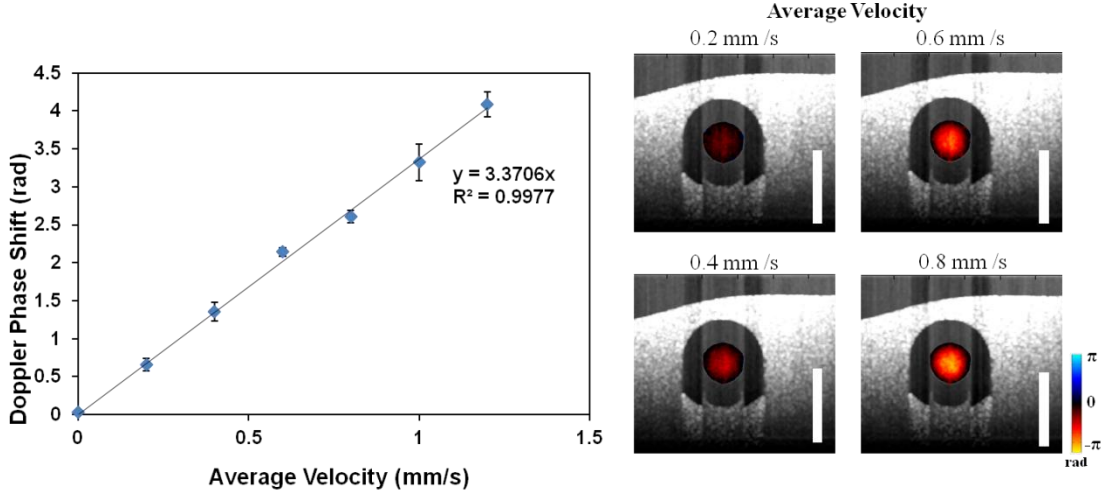 Average Velocity
0.2 mm /s
0.6 mm /s
4.5
4
3.5
3
2.5
2
1.5
1
0.5
0
Doppler Phase Shift (rad)
y = 3.3706x
R² = 0.9977
0
0.5
1
1.5
Average Velocity (mm/s)
0.4 mm /s
0.8 mm /s
π
0
-π
rad